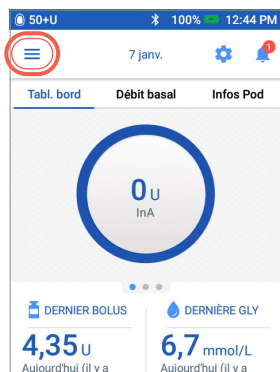 50+U 100% 12:44 PM
7 janv. 1
Tabl. bord Débit basal Infos Pod
0 U
InA
DERNIER BOLUS DERNIÈRE GLY
4,35 U 6,7 mmol/L
Aujourd'hui (il y a Aujourd'hui (il y a